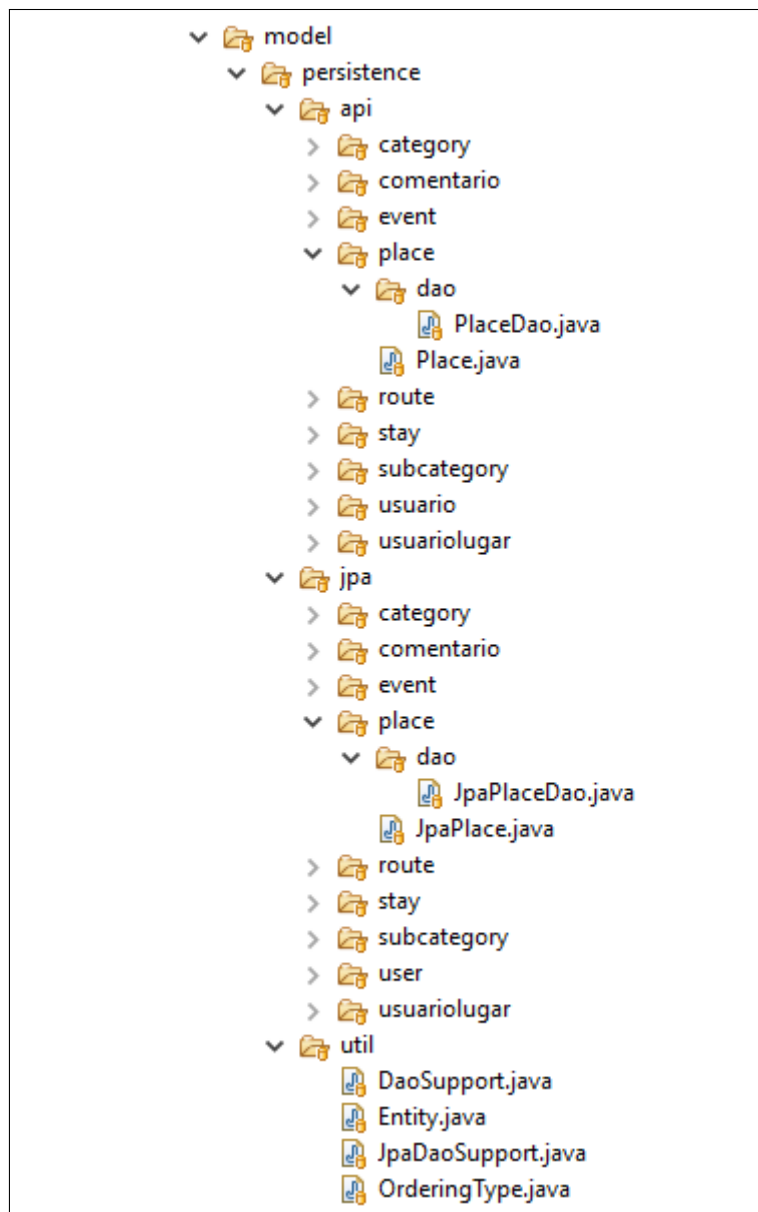 model
persistence
api
category
comentario
event
place
dao
PlaceDao.java
Place.java
route
stay
subcategory
usuario
usuariolugar
jpa
category
comentario
event
place
dao
JpaPlaceDao.java
JpaPlace.java
route
stay
subcategory
user
usuariolugar
util
DaoSupport.java
Entity.java
JpaDaoSupport.java
OrderingType.java